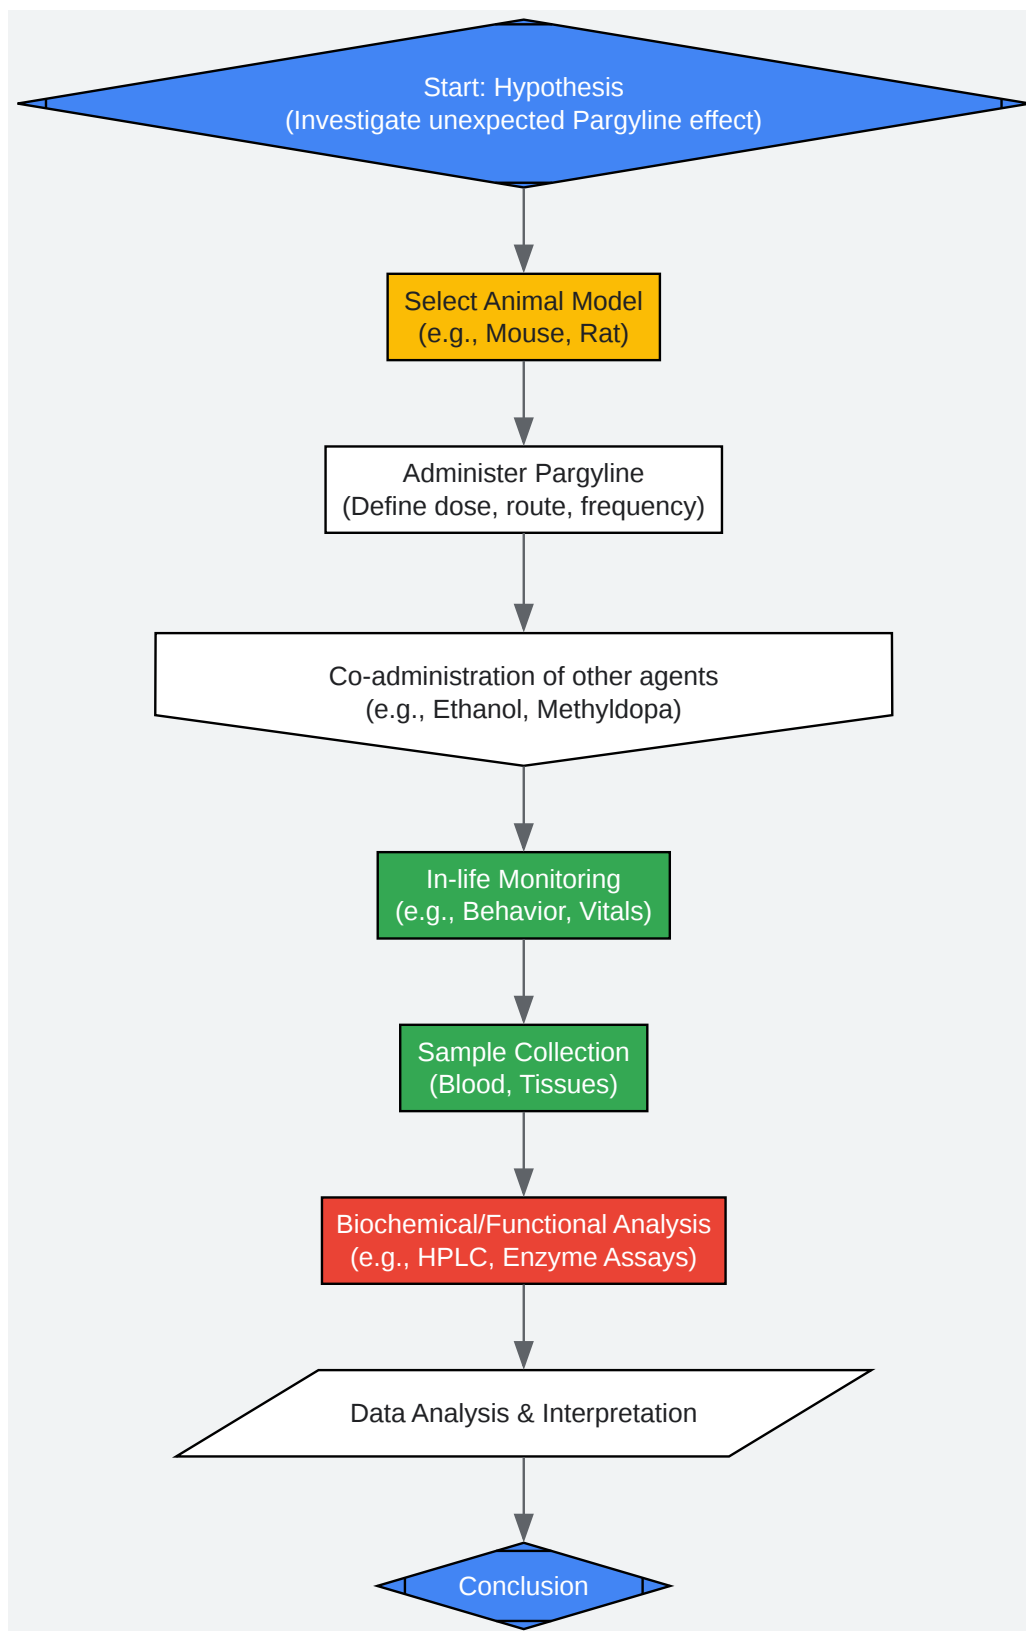 Start: Hypothesis
(Investigate unexpected Pargyline effect)
Select Animal Model
(e.g., Mouse, Rat)
Administer Pargyline
(Define dose, route, frequency)
Co-administration of other agents
(e.g., Ethanol, Methyldopa)
In-life Monitoring
(e.g., Behavior, Vitals)
Sample Collection
(Blood, Tissues)
Biochemical/Functional Analysis
(e.g., HPLC, Enzyme Assays)
Data Analysis & Interpretation
Conclusion